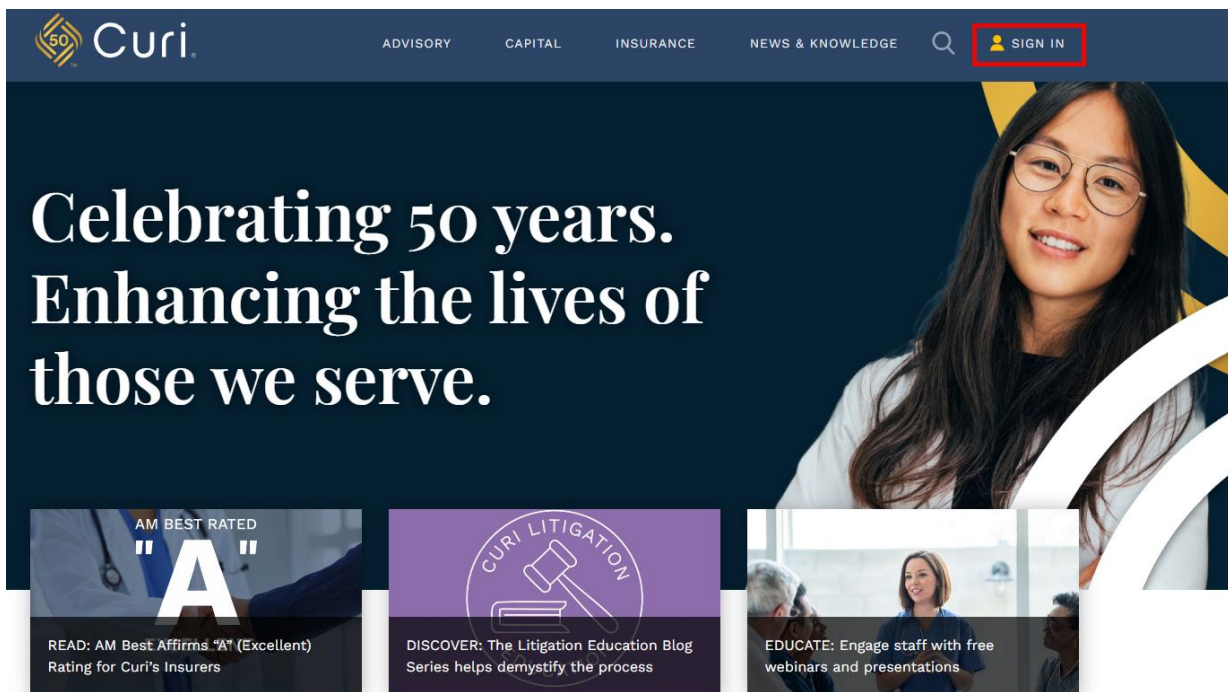 50
Curi.
ADVISORY
CAPITAL
INSURANCE
NEWS & KNOWLEDGE
SIGN IN
Celebrating 50 years.
Enhancing the lives of
those we serve.
AM BEST RATED
"A"
READ: AM Best Affirms “A” (Excellent)
Rating for Curi’s Insurers
CURI LITIGATION
EDUCATION
DISCOVER: The Litigation Education Blog
Series helps demystify the process
EDUCATE: Engage staff with free
webinars and presentations